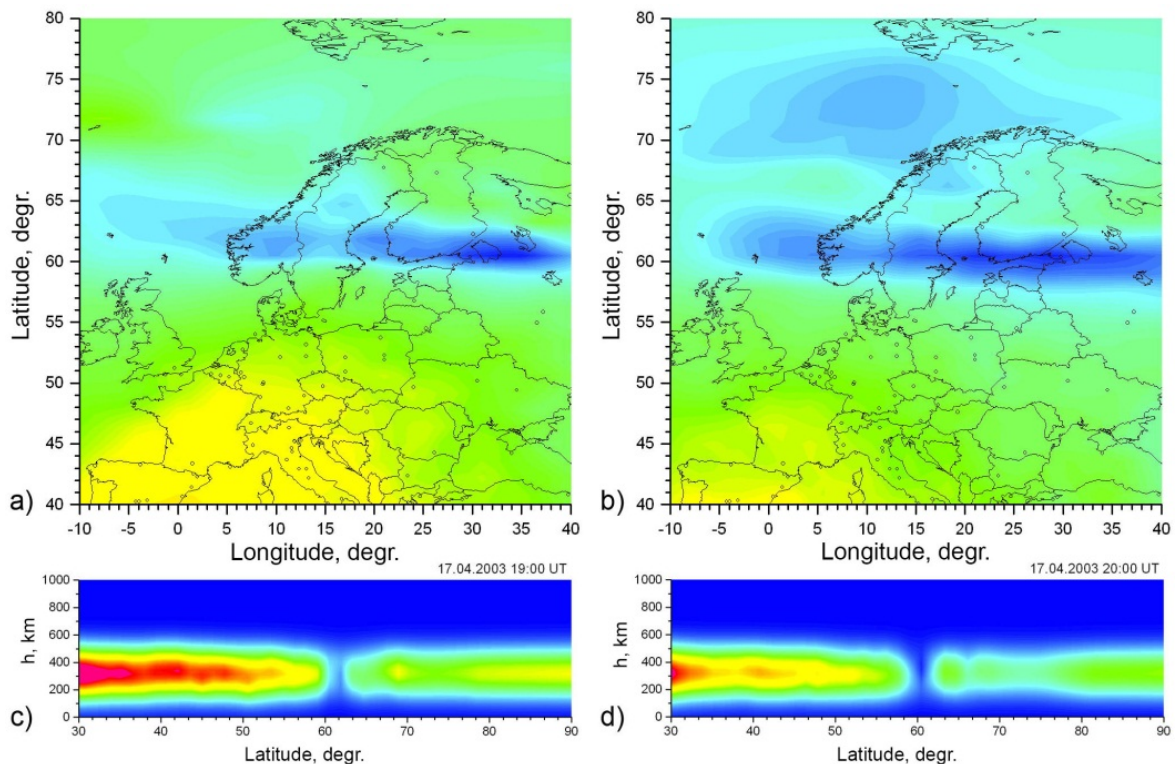 80
75
70
65
60
55
50
45
40
Latitude, degr.
a)
-10 -5 0 5 10 15 20 25 30 35 40
Longitude, degr.
80
75
70
65
60
55
50
45
40
Latitude, degr.
b)
-10 -5 0 5 10 15 20 25 30 35 40
Longitude, degr.
17.04.2003 19:00 UT
1000
800
600
400
200
0
h, km
c)
30 40 50 60 70 80 90
Latitude, degr.
17.04.2003 20:00 UT
1000
800
600
400
200
0
h, km
d)
30 40 50 60 70 80 90
Latitude, degr.